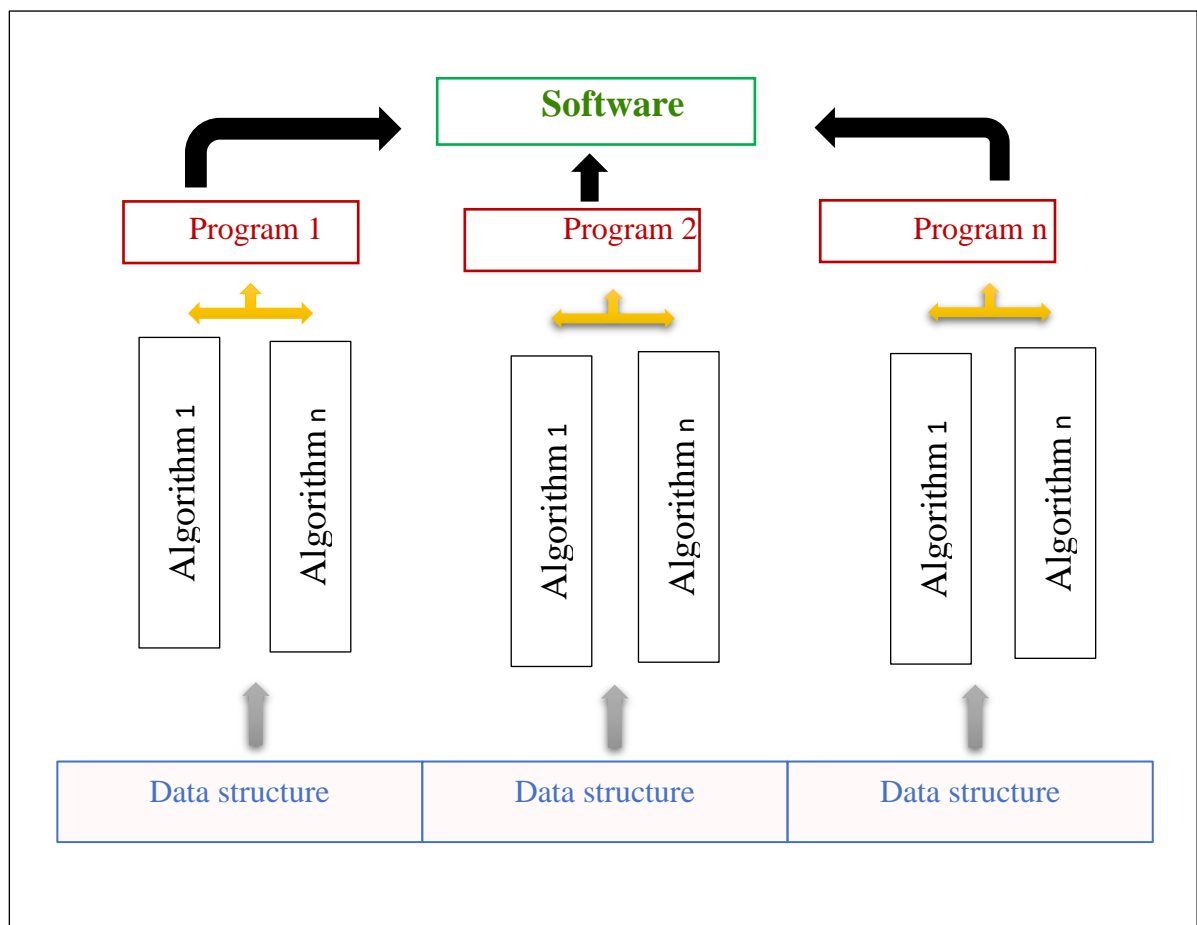 Software
Program 1
Program 2
Program n
Algorithm 1
Algorithm n
Algorithm 1
Algorithm n
Algorithm 1
Algorithm n
Data structure
Data structure
Data structure